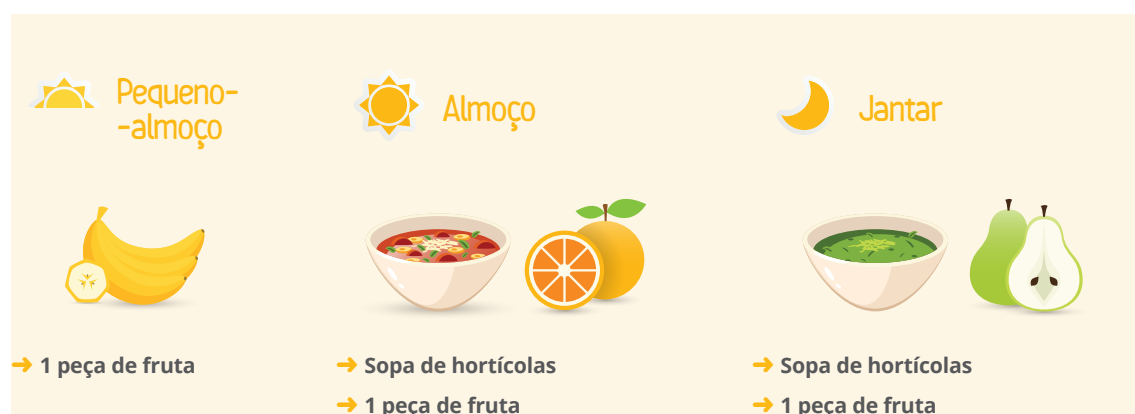 Pequeno-
-almoço
Almoço
Jantar
➜ 1 peça de fruta
➜ Sopa de hortícolas
➜ 1 peça de fruta
➜ Sopa de hortícolas
➜ 1 peça de fruta